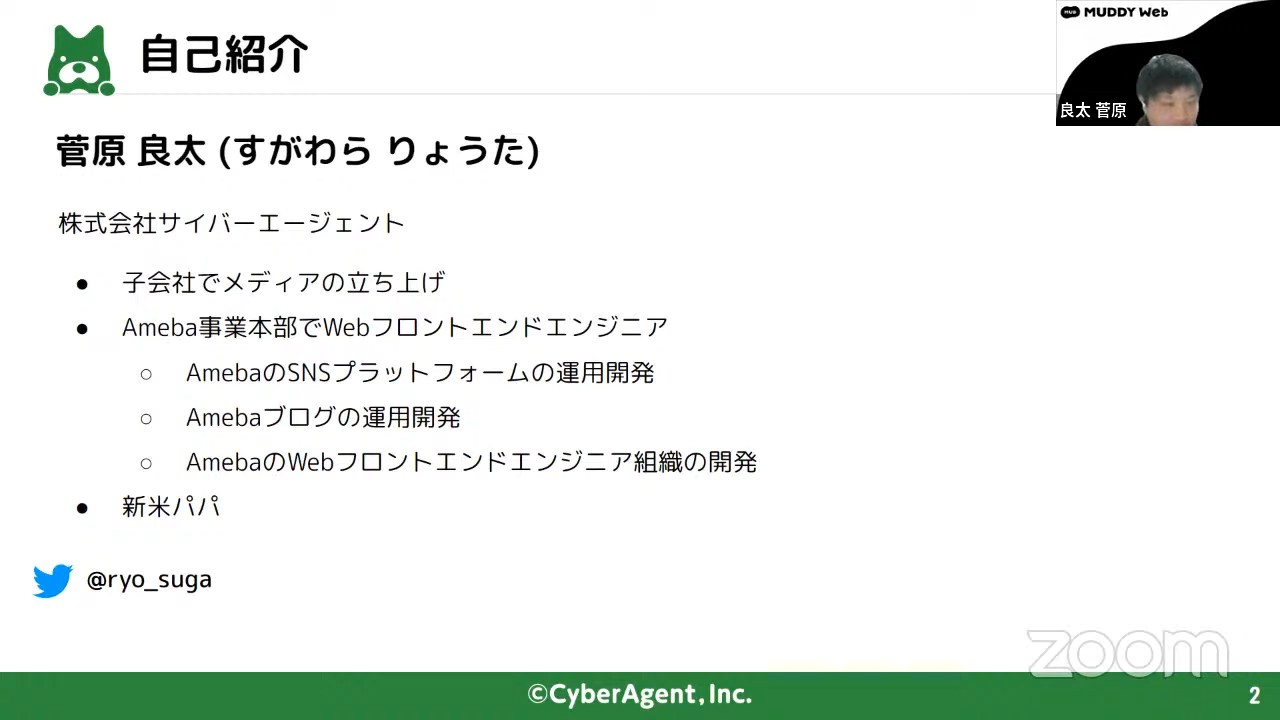 自己紹介
MUDDY Web
良太 菅原
菅原 良太 (すがわら りょうた)
株式会社サイバーエージェント
● 子会社でメディアの立ち上げ
● Ameba事業本部でWebフロントエンドエンジニア
○ AmebaのSNSプラットフォームの運用開発
○ Amebaブログの運用開発
○ AmebaのWebフロントエンドエンジニア組織の開発
● 新米パパ
@ryo_suga
zoom
©CyberAgent, Inc.
2